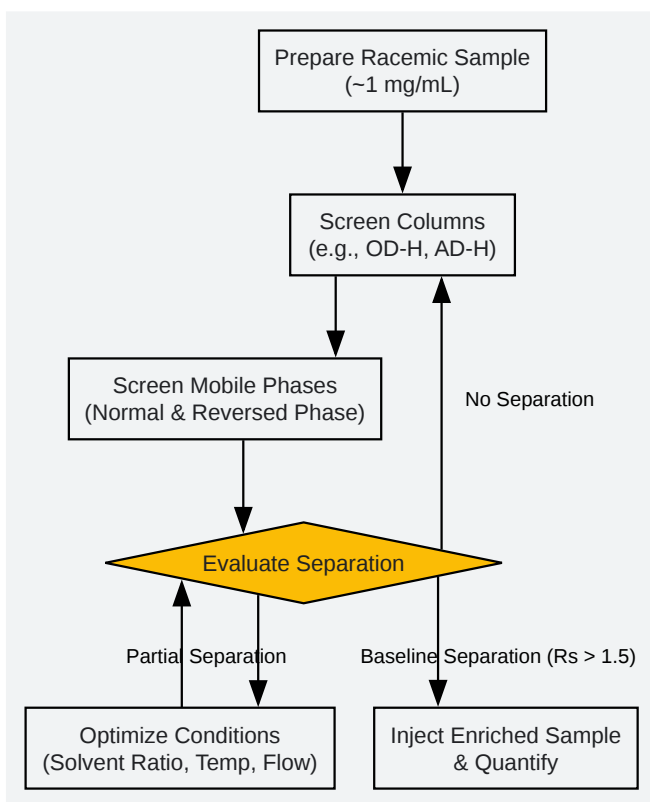 Prepare Racemic Sample
(~1 mg/mL)
Screen Columns
(e.g., OD-H, AD-H)
Screen Mobile Phases
(Normal & Reversed Phase)
No Separation
Evaluate Separation
Partial Separation
Baseline Separation (Rs > 1.5)
Optimize Conditions
(Solvent Ratio, Temp, Flow)
Inject Enriched Sample
& Quantify